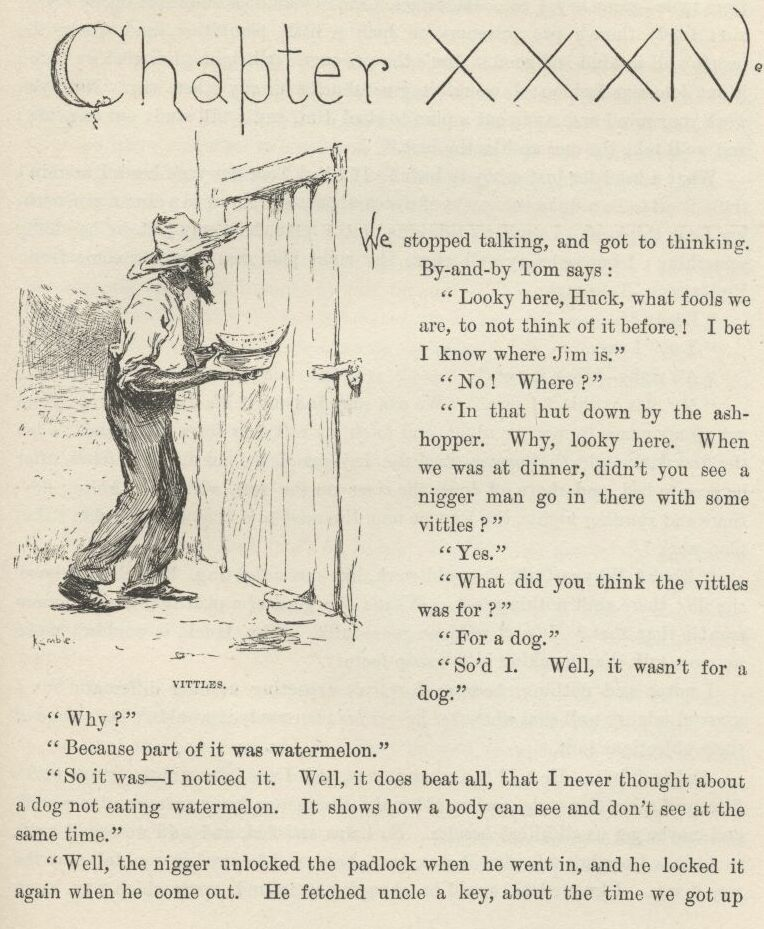 Chapter XXXIV.
We stopped talking, and got to thinking.
By-and-by Tom says :
“ Looky here, Huck, what fools we
are, to not think of it before ! I bet
I know where Jim is.”
“ No ! Where ?”
“In that hut down by the ash-
hopper. Why, looky here. When
we was at dinner, didn’t you see a
nigger man go in there with some
vittles ?”
“ Yes.”
“ What did you think the vittles
was for ? ”
“ For a dog.”
“So’d I. Well, it wasn’t for a
dog.”
Kemble.
VITTLES.
“ Why ?”
“ Because part of it was watermelon.”
“ So it was—I noticed it. Well, it does beat all, that I never thought about
a dog not eating watermelon. It shows how a body can see and don’t see at the
same time.”
“ Well, the nigger unlocked the padlock when he went in, and he locked it
again when he come out. He fetched uncle a key, about the time we got up